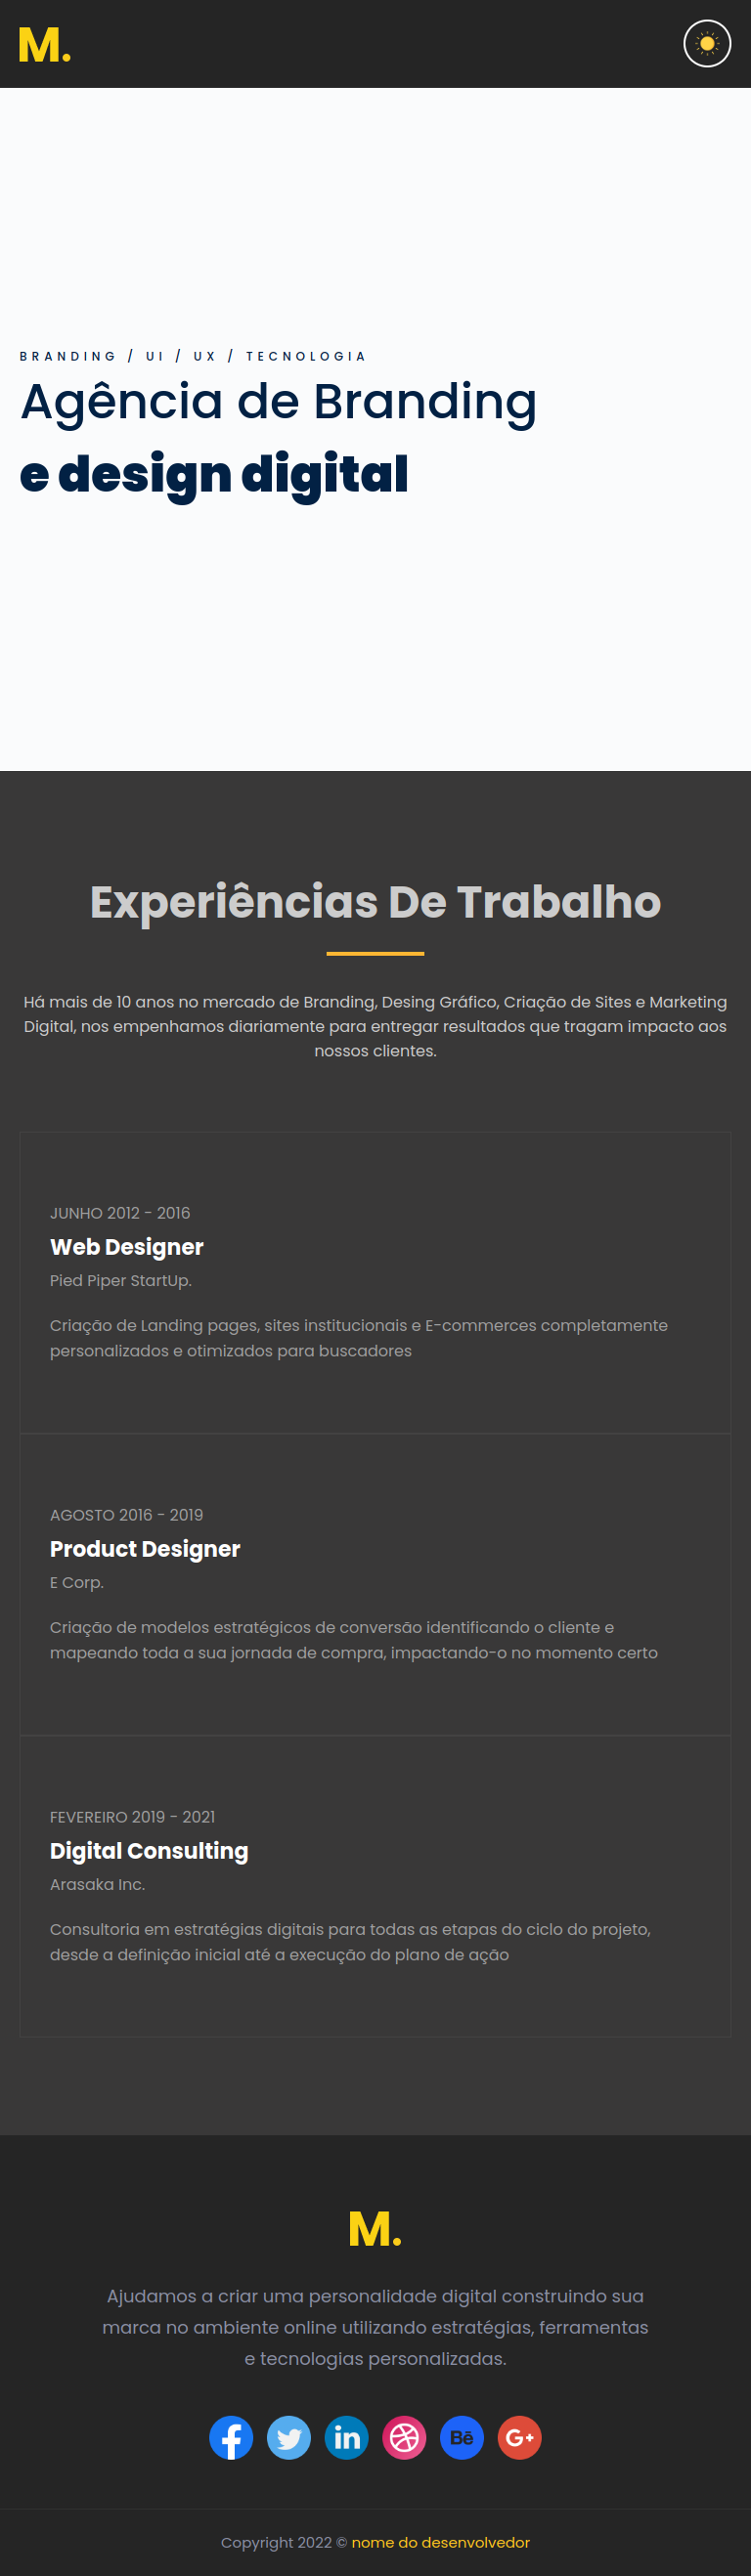 M.
BRANDING / UI / UX / TECNOLOGIA
Agência de Branding
e design digital
Experiências De Trabalho
Há mais de 10 anos no mercado de Branding, Desing Gráfico, Criação de Sites e Marketing
Digital, nos empenhamos diariamente para entregar resultados que tragam impacto aos
nossos clientes.
JUNHO 2012 - 2016
Web Designer
Pied Piper StartUp.
Criação de Landing pages, sites institucionais e E-commerces completamente
personalizados e otimizados para buscadores
AGOSTO 2016 - 2019
Product Designer
E Corp.
Criação de modelos estratégicos de conversão identificando o cliente e
mapeando toda a sua jornada de compra, impactando-o no momento certo
FEVEREIRO 2019 - 2021
Digital Consulting
Arasaka Inc.
Consultoria em estratégias digitais para todas as etapas do ciclo do projeto,
desde a definição inicial até a execução do plano de ação
M.
Ajudamos a criar uma personalidade digital construindo sua
marca no ambiente online utilizando estratégias, ferramentas
e tecnologias personalizadas.
f in Bē G+
Copyright 2022 © nome do desenvolvedor